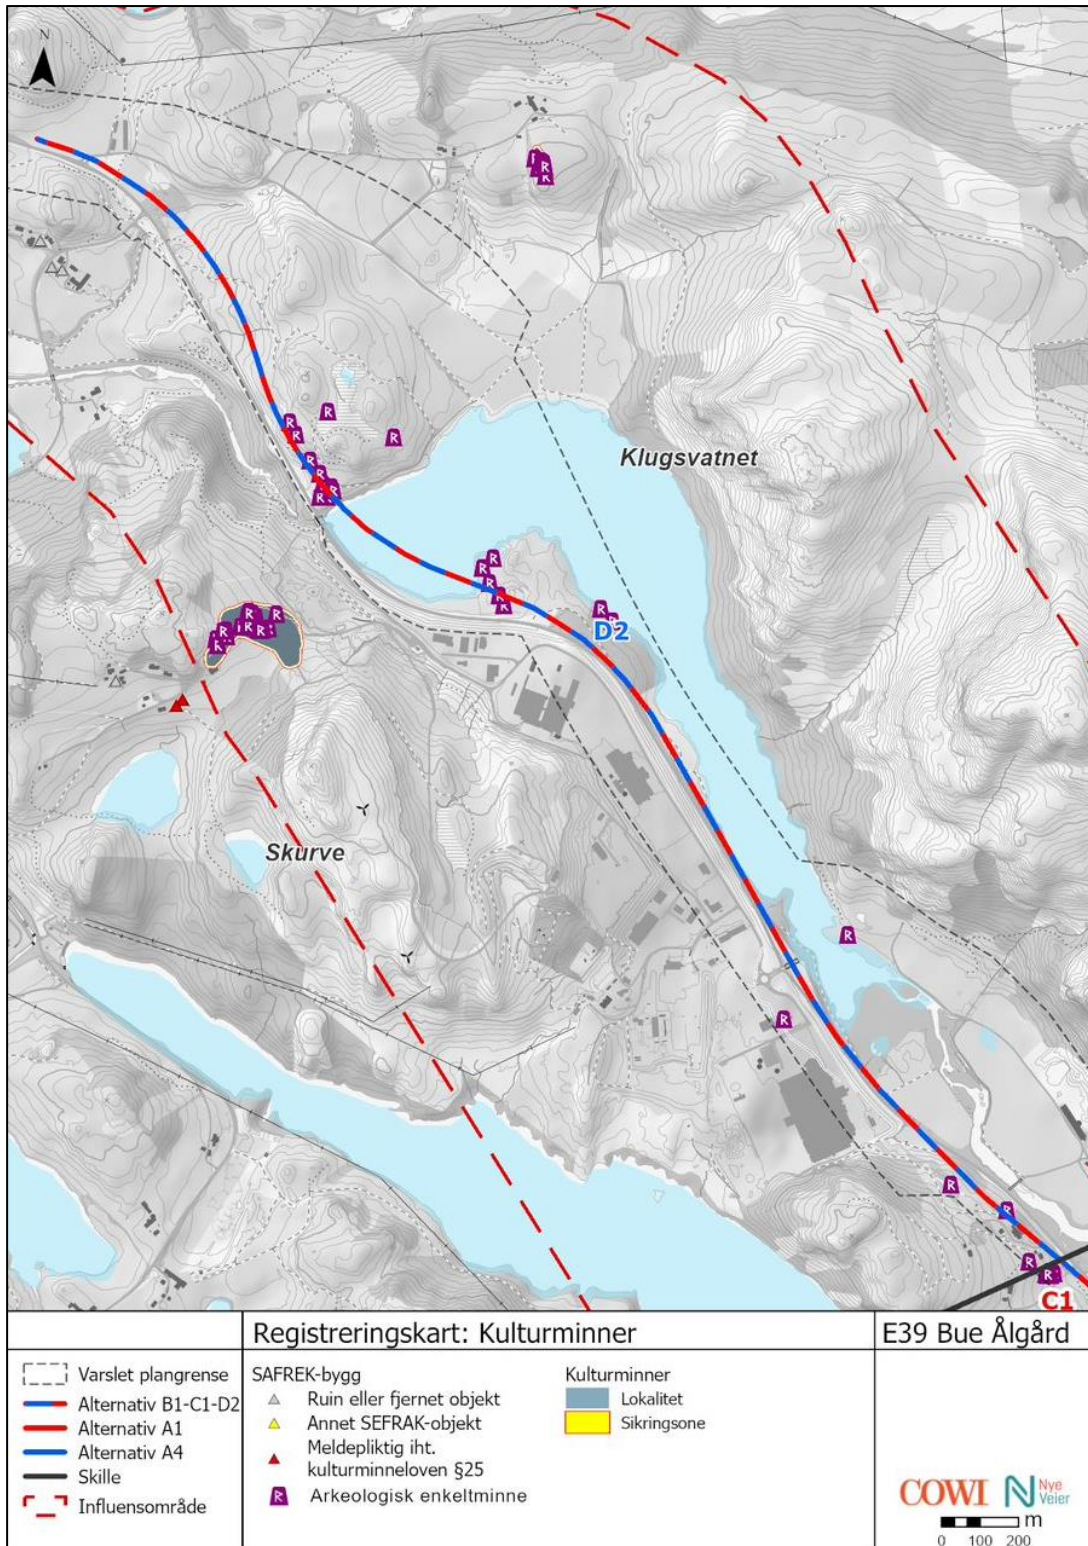 N
Klugsvatnet
D2
Skurve
C1
Registreringskart: Kulturminner
E39 Bue Ålgård
Varslet plangrense
Alternativ B1-C1-D2
Alternativ A1
Alternativ A4
Skille
Influensområde
SAFREK-bygg
Ruin eller fjernet objekt
Annet SEFRAK-objekt
Meldepliktig iht.
kulturminneloven §25
R Arkeologisk enkeltminne
Kulturminner
Lokalitet
Sikringsone
COWI N Nye
Veier
m
0 100 200